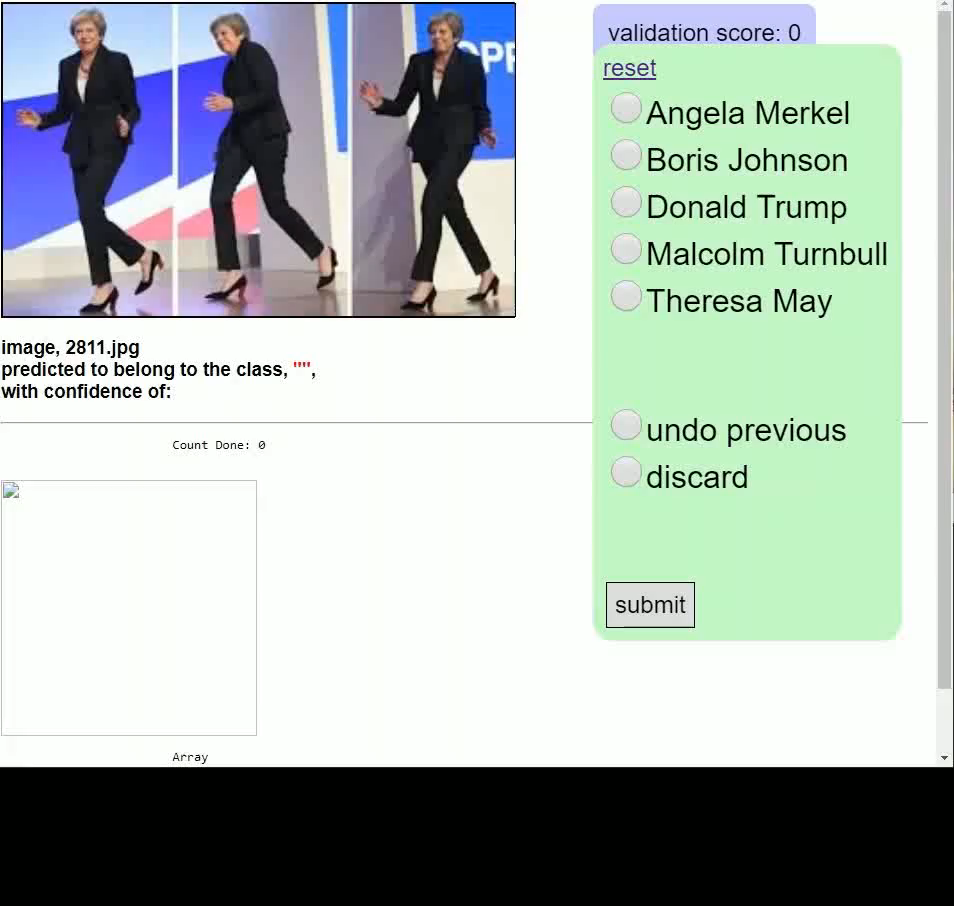 OPP
validation score: 0
reset
Angela Merkel
Boris Johnson
Donald Trump
Malcolm Turnbull
Theresa May
undo previous
discard
submit
image, 2811.jpg
predicted to belong to the class, "",
with confidence of:
Count Done: 0
Array